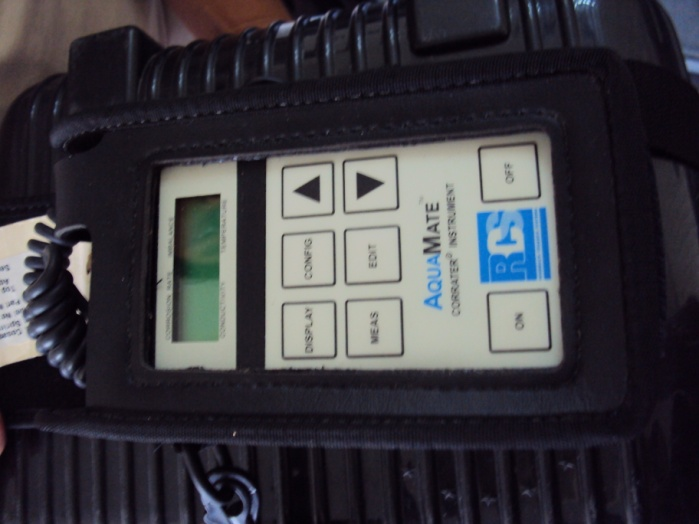 CORROSION RATE IMBALANCE
CONDUCTIVITY TEMPERATURE
DISPLAY CONFIG
MEAS EDIT
AQUAMATE™
CORRATER® INSTRUMENT
ON RCS OFF